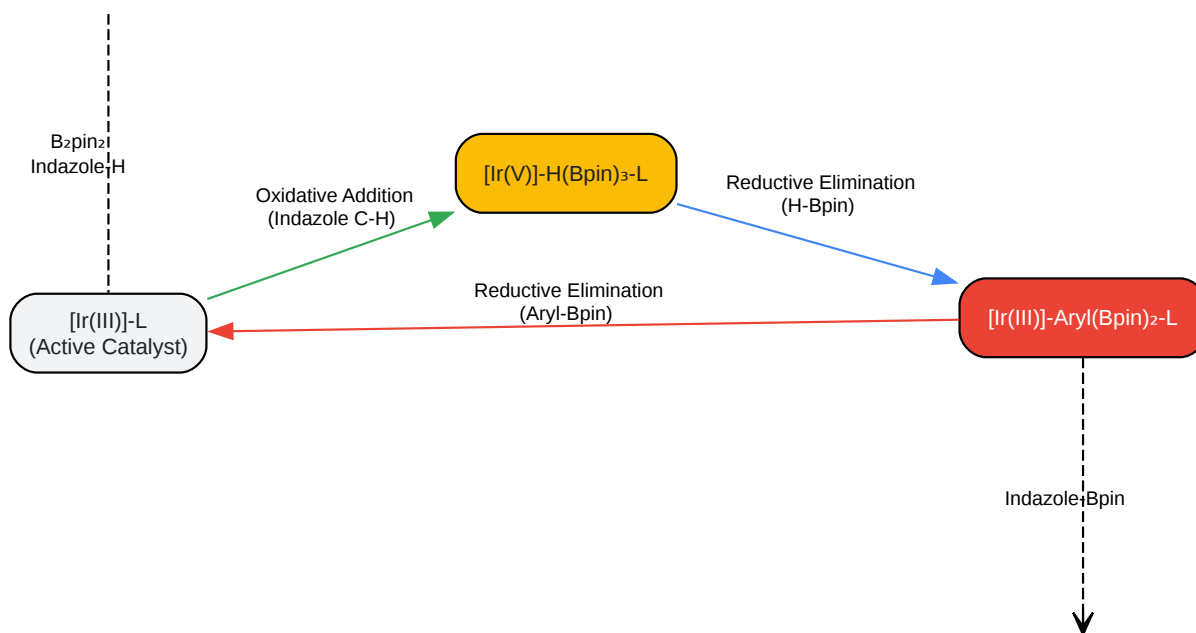 B₂pin₂
Indazole-H
[Ir(V)]-H(Bpin)₃-L
Oxidative Addition
(Indazole C-H)
Reductive Elimination
(H-Bpin)
Reductive Elimination
(Aryl-Bpin)
[Ir(III)]-L
(Active Catalyst)
[Ir(III)]-Aryl(Bpin)₂-L
Indazole-Bpin